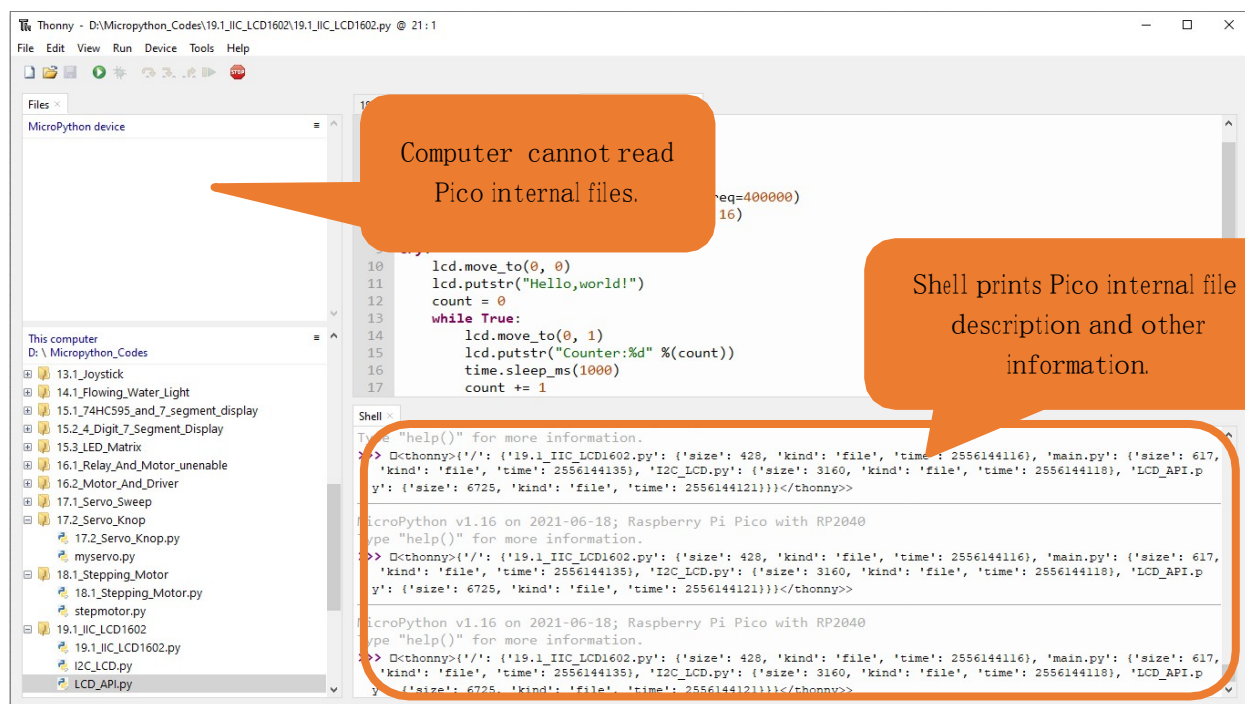 Thonny - D:\Micropython_Codes\19.1_IIC_LCD1602\19.1_IIC_LCD1602.py @ 21 : 1
File Edit View Run Device Tools Help
STOP
Files
MicroPython device
Computer cannot read
Pico internal files.
req=400000)
16)
10 lcd.move_to(0, 0)
11 lcd.putstr("Hello,world!")
12 count = 0
13 while True:
14 lcd.move_to(0, 1)
15 lcd.putstr("Counter:%d" %(count))
16 time.sleep_ms(1000)
17 count += 1
Shell prints Pico internal file
description and other
information.
This computer
D: \ Micropython_Codes
13.1_Joystick
14.1_Flowing_Water_Light
15.1_74HC595_and_7_segment_display
15.2_4_Digit_7_Segment_Display
15.3_LED_Matrix
16.1_Relay_And_Motor_unenable
16.2_Motor_And_Driver
17.1_Servo_Sweep
17.2_Servo_Knop
17.2_Servo_Knop.py
myservo.py
18.1_Stepping_Motor
18.1_Stepping_Motor.py
stepmotor.py
19.1_IIC_LCD1602
19.1_IIC_LCD1602.py
I2C_LCD.py
LCD_API.py
Shell
Type "help()" for more information.
>>> □<thonny>{'/': {'19.1_IIC_LCD1602.py': {'size': 428, 'kind': 'file', 'time': 2556144116}, 'main.py': {'size': 617,
'kind': 'file', 'time': 2556144135}, 'I2C_LCD.py': {'size': 3160, 'kind': 'file', 'time': 2556144118}, 'LCD_API.p
y': {'size': 6725, 'kind': 'file', 'time': 2556144121}}}</thonny>>
MicroPython v1.16 on 2021-06-18; Raspberry Pi Pico with RP2040
Type "help()" for more information.
>>> □<thonny>{'/': {'19.1_IIC_LCD1602.py': {'size': 428, 'kind': 'file', 'time': 2556144116}, 'main.py': {'size': 617,
'kind': 'file', 'time': 2556144135}, 'I2C_LCD.py': {'size': 3160, 'kind': 'file', 'time': 2556144118}, 'LCD_API.p
y': {'size': 6725, 'kind': 'file', 'time': 2556144121}}}</thonny>>
MicroPython v1.16 on 2021-06-18; Raspberry Pi Pico with RP2040
Type "help()" for more information.
>>> □<thonny>{'/': {'19.1_IIC_LCD1602.py': {'size': 428, 'kind': 'file', 'time': 2556144116}, 'main.py': {'size': 617,
'kind': 'file', 'time': 2556144135}, 'I2C_LCD.py': {'size': 3160, 'kind': 'file', 'time': 2556144118}, 'LCD_API.p
y': {'size': 6725, 'kind': 'file', 'time': 2556144121}}}</thonny>>